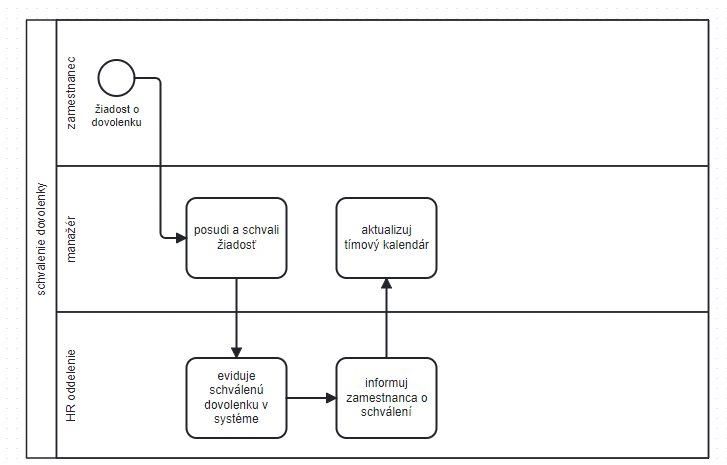 schvalenie dovolenky
zamestnanec
žiadost o
dovolenku
manažér
posudi a schvali
žiadosť
aktualizuj
tímový kalendár
HR oddelenie
eviduje
schválenú
dovolenku v
systéme
informuj
zamestnanca o
schválení